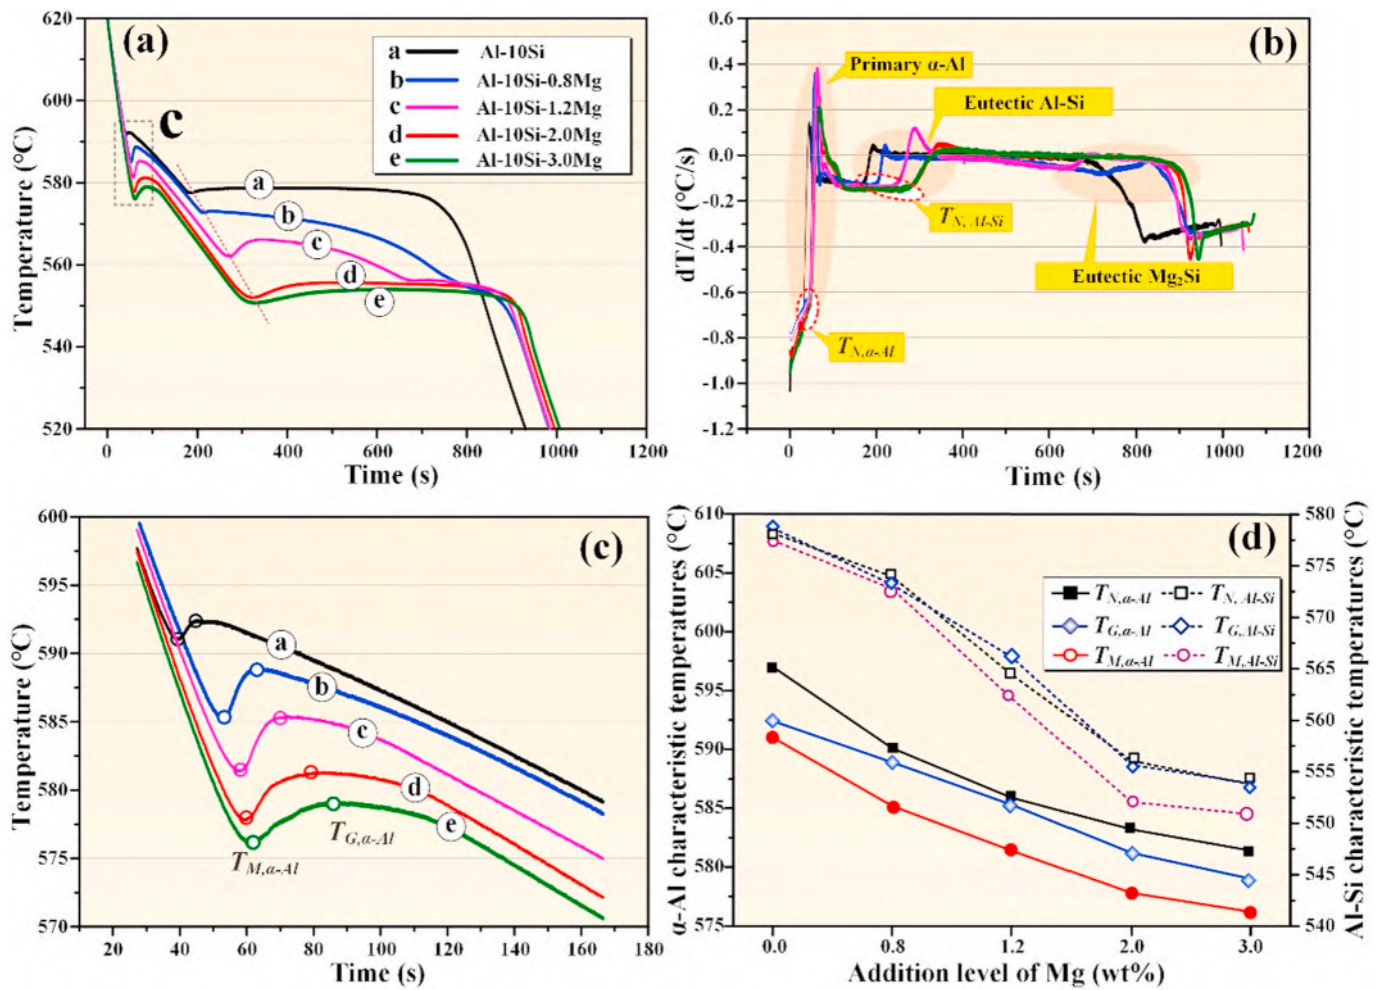 (a)
620
600
580
560
540
520
Temperature (°C)
0
200
400
600
800
1000
1200
Time (s)
a Al-10Si
b Al-10Si-0.8Mg
c Al-10Si-1.2Mg
d Al-10Si-2.0Mg
e Al-10Si-3.0Mg
c
a
b
c
d
e
(b)
0.6
0.4
0.2
0.0
-0.2
-0.4
-0.6
-0.8
-1.0
-1.2
dT/dt (°C/s)
0
200
400
600
800
1000
1200
Time (s)
Primary α-Al
Eutectic Al-Si
T_N, Al-Si
Eutectic Mg₂Si
T_N,α-Al
(c)
600
595
590
585
580
575
570
Temperature (°C)
20
40
60
80
100
120
140
160
180
Time (s)
a
b
c
d
e
T_G,α-Al
T_M,α-Al
(d)
610
605
600
595
590
585
580
575
α-Al characteristic temperatures (°C)
580
575
570
565
560
555
550
545
540
Al-Si characteristic temperatures (°C)
T_N,α-Al T_N, Al-Si
T_G,α-Al T_G,Al-Si
T_M,α-Al T_M,Al-Si
0.0
0.8
1.2
2.0
3.0
Addition level of Mg (wt%)